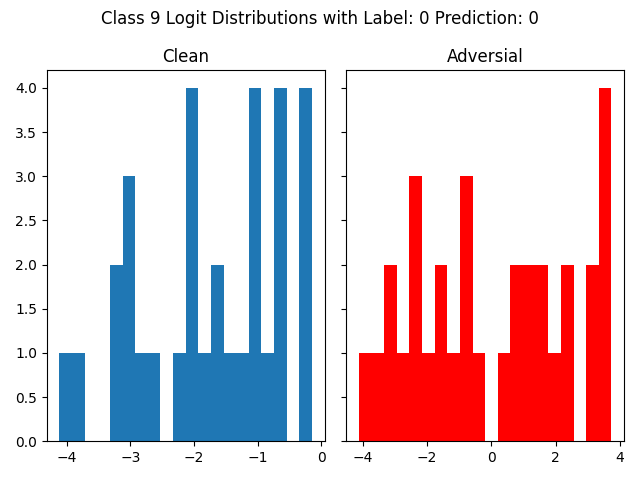 Class 9 Logit Distributions with Label: 0 Prediction: 0
Clean
Adversial
4.0
3.5
3.0
2.5
2.0
1.5
1.0
0.5
0.0
−4 −3 −2 −1 0
−4 −2 0 2 4